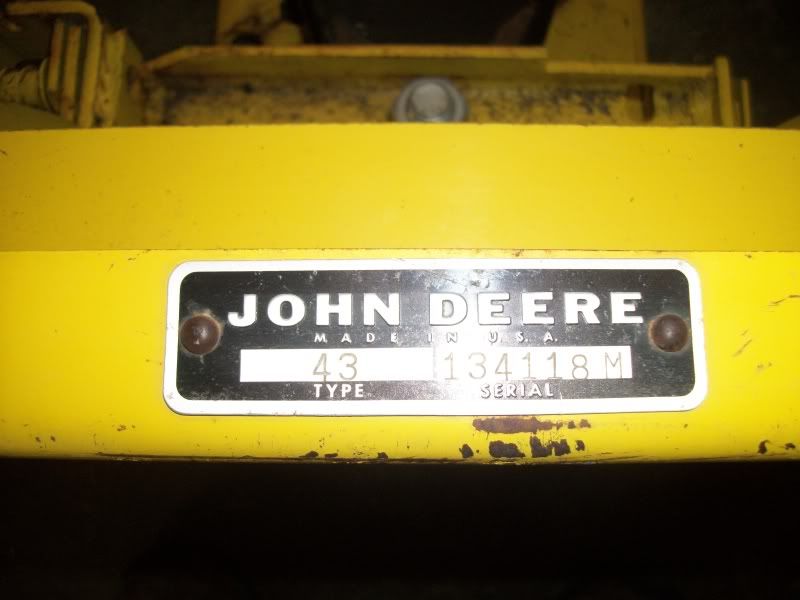 JOHN DEERE
MADE IN U.S.A.
43 134118 M
TYPE SERIAL